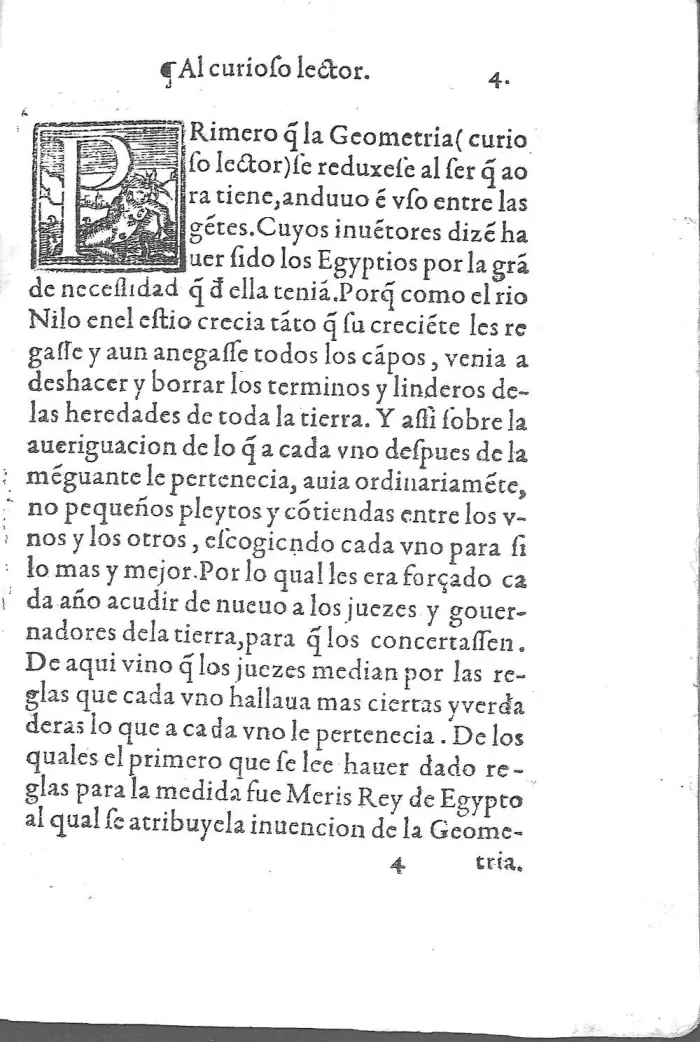 ¶Al curioſo lector. 4.
PRimero q̃ la Geometria( curio
ſo lector)ſe reduxeſe al ſer q̃ ao
ra tiene,anduuo ẽ vſo entre las
gẽtes.Cuyos inuẽtores dizẽ ha
uer ſido los Egyptios por la grã
de neceſſidad q̃ đ ella teniã.Porq̃ como el rio
Nilo enel eſtio crecia tãto q̃ ſu creciẽte les re
gaſſe y aun anegaſſe todos los cãpos, venia a
deshacer y borrar los terminos y linderos de-
las heredades de toda la tierra. Y aſſi ſobre la
aueriguacion de lo q̃ a cada vno deſpues de la
mẽguante le pertenecia, auia ordinariamẽte,
no pequeños pleytos y cõtiendas entre los v-
nos y los otros, eſcogiendo cada vno para ſi
lo mas y mejor.Por lo qual les era forçado ca
da año acudir de nueuo a los juezes y gouer-
nadores dela tierra,para q̃ los concertaſſen.
De aqui vino q̃ los juezes median por las re-
glas que cada vno hallaua mas ciertas yverda
deras lo que a cada vno le pertenecia. De los
quales el primero que ſe lee hauer dado re-
glas para la medida fue Meris Rey de Egypto
al qual ſe atribuyela inuencion de la Geome-
4 tria.